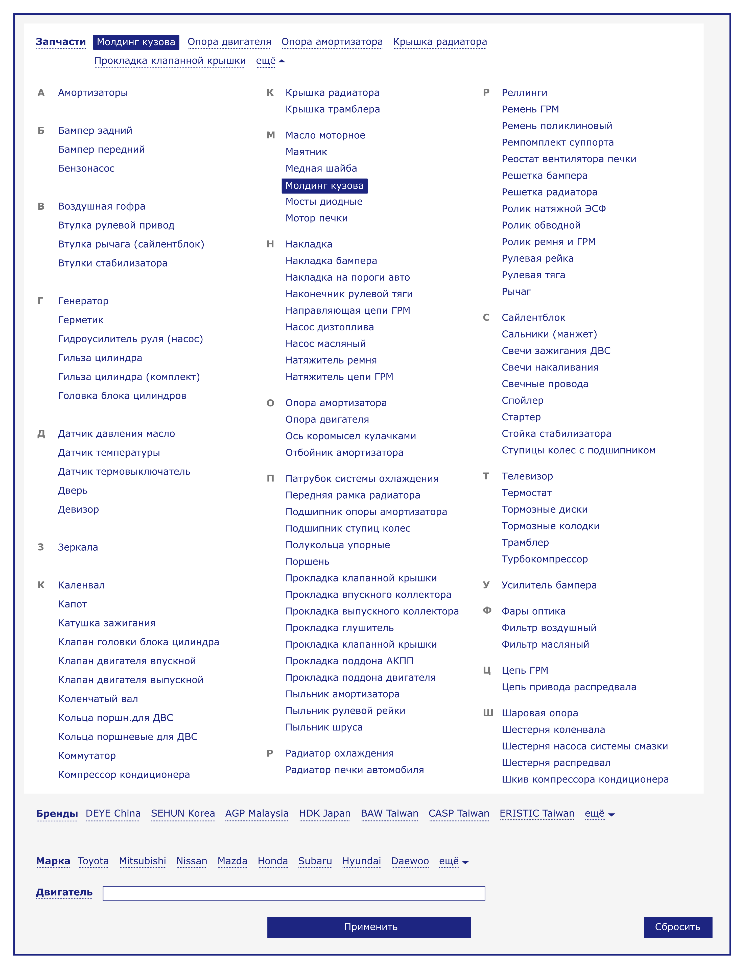 Запчасти Молдинг кузова Опора двигателя Опора амортизатора Крышка радиатора
Прокладка клапанной крышки ещё
А Амортизаторы
Б Бампер задний
Бампер передний
Бензонасос
В Воздушная гофра
Втулка рулевой привод
Втулка рычага (сайлентблок)
Втулки стабилизатора
Г Генератор
Герметик
Гидроусилитель руля (насос)
Гильза цилиндра
Гильза цилиндра (комплект)
Головка блока цилиндров
Д Датчик давления масло
Датчик температуры
Датчик термовыключатель
Дверь
Девизор
З Зеркала
К Каленвал
Капот
Катушка зажигания
Клапан головки блока цилиндра
Клапан двигателя впускной
Клапан двигателя выпускной
Коленчатый вал
Кольца поршн.для ДВС
Кольца поршневые для ДВС
Коммутатор
Компрессор кондиционера
К Крышка радиатора
Крышка трамблера
М Масло моторное
Маятник
Медная шайба
Молдинг кузова
Мосты диодные
Мотор печки
Н Накладка
Накладка бампера
Накладка на пороги авто
Наконечник рулевой тяги
Направляющая цепи ГРМ
Насос дизтоплива
Насос масляный
Натяжитель ремня
Натяжитель цепи ГРМ
О Опора амортизатора
Опора двигателя
Ось коромысел кулачками
Отбойник амортизатора
П Патрубок системы охлаждения
Передняя рамка радиатора
Подшипник опоры амортизатора
Подшипник ступиц колес
Полукольца упорные
Поршень
Прокладка клапанной крышки
Прокладка впускного коллектора
Прокладка выпускного коллектора
Прокладка глушитель
Прокладка клапанной крышки
Прокладка поддона АКПП
Прокладка поддона двигателя
Пыльник амортизатора
Пыльник рулевой рейки
Пыльник шруса
Р Радиатор охлаждения
Радиатор печки автомобиля
Р Реллинги
Ремень ГРМ
Ремень поликлиновый
Ремпомплект суппорта
Реостат вентилятора печки
Решетка бампера
Решетка радиатора
Ролик натяжной ЭСФ
Ролик обводной
Ролик ремня и ГРМ
Рулевая рейка
Рулевая тяга
Рычаг
С Сайлентблок
Сальники (манжет)
Свечи зажигания ДВС
Свечи накаливания
Свечные провода
Спойлер
Стартер
Стойка стабилизатора
Ступицы колес с подшипником
Т Телевизор
Термостат
Тормозные диски
Тормозные колодки
Трамблер
Турбокомпрессор
У Усилитель бампера
Ф Фары оптика
Фильтр воздушный
Фильтр масляный
Ц Цепь ГРМ
Цепь привода распредвала
Ш Шаровая опора
Шестерня коленвала
Шестерня насоса системы смазки
Шестерня распредвал
Шкив компрессора кондиционера
Бренды DEYE China SEHUN Korea AGP Malaysia HDK Japan BAW Taiwan CASP Taiwan ERISTIC Taiwan ещё
Марка Toyota Mitsubishi Nissan Mazda Honda Subaru Hyundai Daewoo ещё
Двигатель
Применить Сбросить